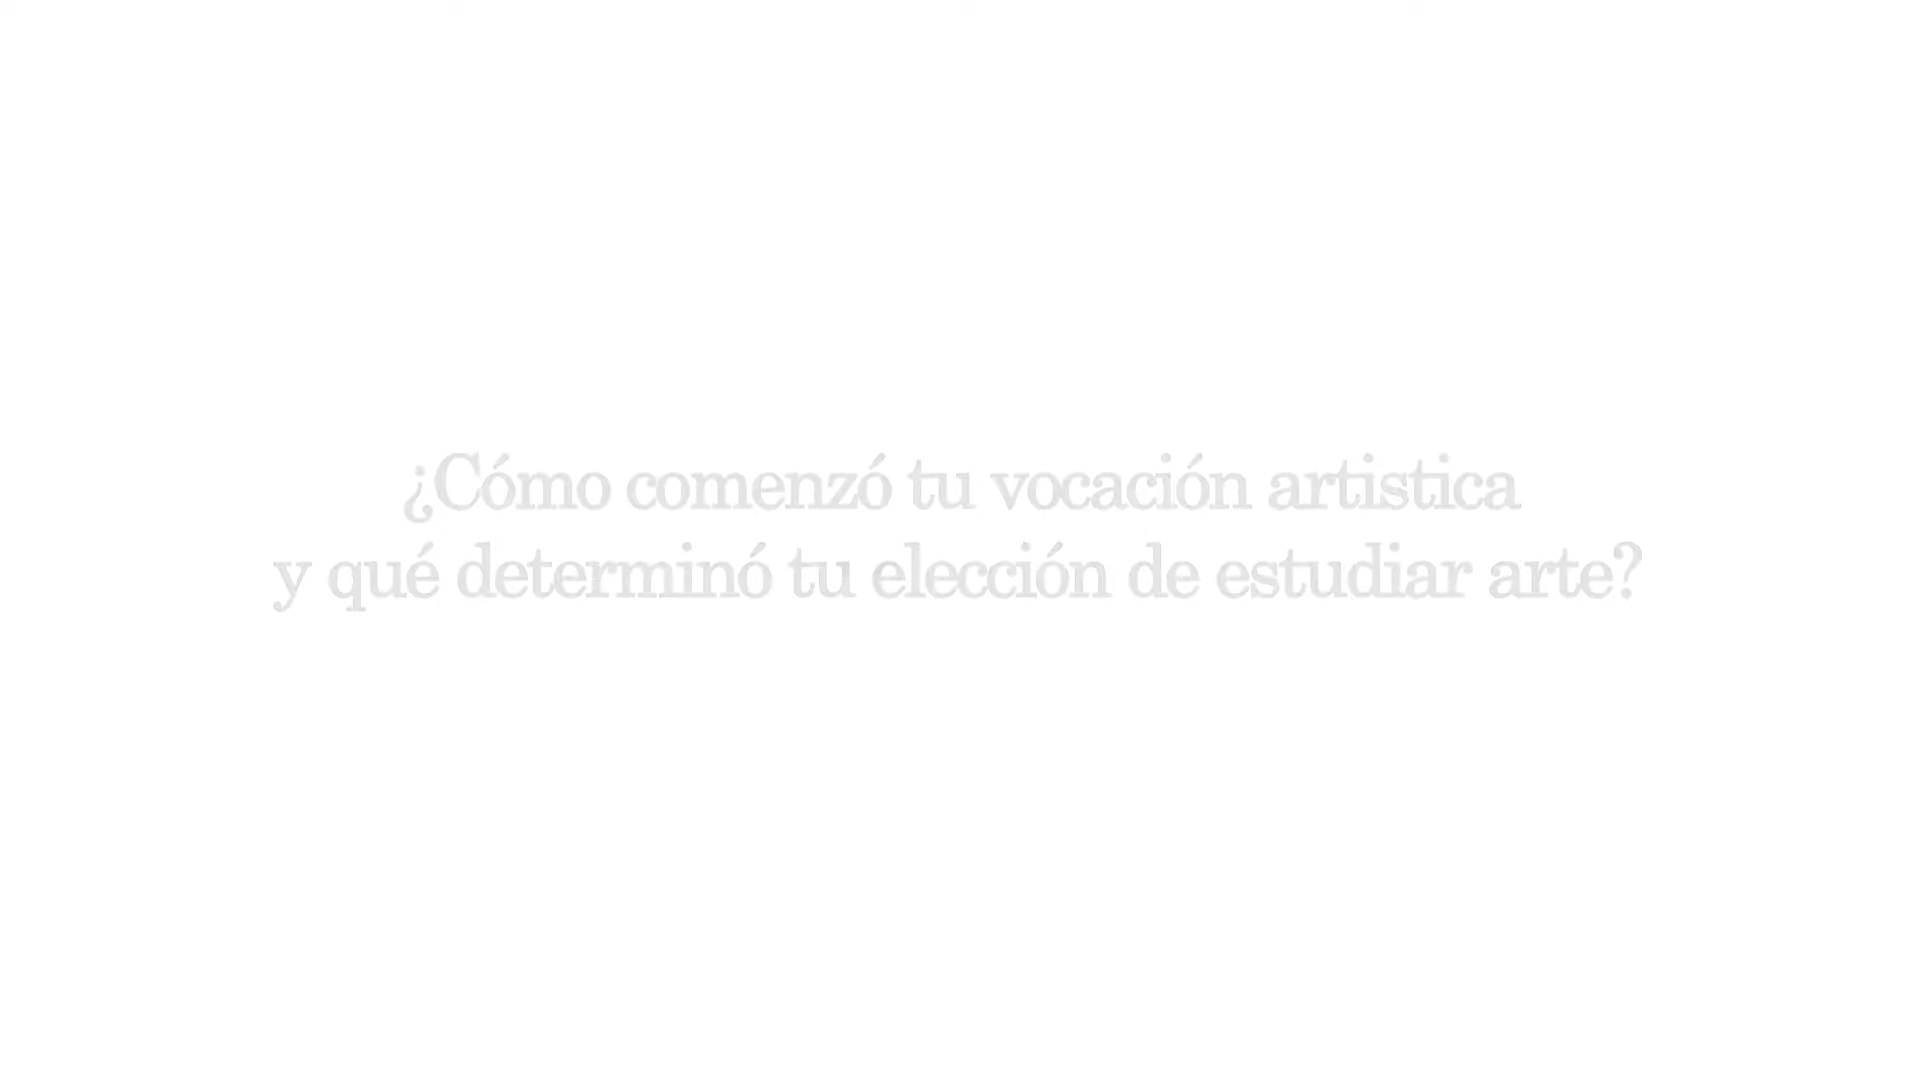 ¿Cómo comenzó tu vocación artistica
y qué determinó tu elección de estudiar arte?